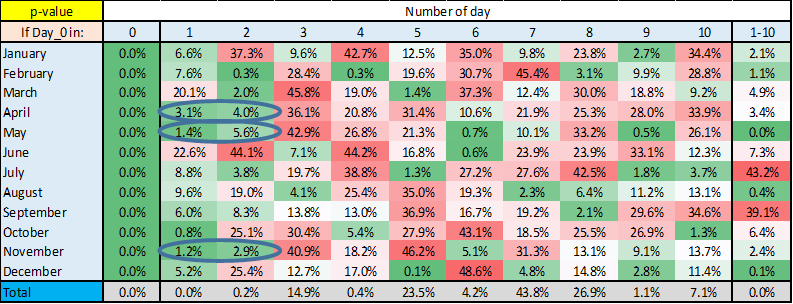 p-value Number of day
If Day_0 in: 0 1 2 3 4 5 6 7 8 9 10 1-10
January 0.0% 6.6% 37.3% 9.6% 42.7% 12.5% 35.0% 9.8% 23.8% 2.7% 34.4% 2.1%
February 0.0% 7.6% 0.3% 28.4% 0.3% 19.6% 30.7% 45.4% 3.1% 9.9% 28.8% 1.1%
March 0.0% 20.1% 2.0% 45.8% 19.0% 1.4% 37.3% 12.4% 30.0% 18.8% 9.2% 4.9%
April 0.0% 3.1% 4.0% 36.1% 20.8% 31.4% 10.6% 21.9% 25.3% 28.0% 33.9% 3.4%
May 0.0% 1.4% 5.6% 42.9% 26.8% 21.3% 0.7% 10.1% 33.2% 0.5% 26.1% 0.0%
June 0.0% 22.6% 44.1% 7.1% 44.2% 16.8% 0.6% 23.9% 23.9% 33.1% 12.3% 7.3%
July 0.0% 8.8% 3.8% 19.7% 38.8% 1.3% 27.2% 27.6% 42.5% 1.8% 3.7% 43.2%
August 0.0% 9.6% 19.0% 4.1% 25.4% 35.0% 19.3% 2.3% 6.4% 11.2% 13.1% 0.4%
September 0.0% 6.0% 8.3% 13.8% 13.0% 36.9% 16.7% 19.2% 2.1% 29.6% 34.6% 39.1%
October 0.0% 0.8% 25.1% 30.4% 5.4% 27.9% 43.1% 18.5% 25.5% 26.9% 1.3% 6.4%
November 0.0% 1.2% 2.9% 40.9% 18.2% 46.2% 5.1% 31.3% 13.1% 9.1% 13.7% 2.4%
December 0.0% 5.2% 25.4% 12.7% 17.0% 0.1% 48.6% 4.8% 14.8% 2.8% 11.4% 0.1%
Total 0.0% 0.0% 0.2% 14.9% 0.4% 23.5% 4.2% 43.8% 26.9% 1.1% 7.1% 0.0%